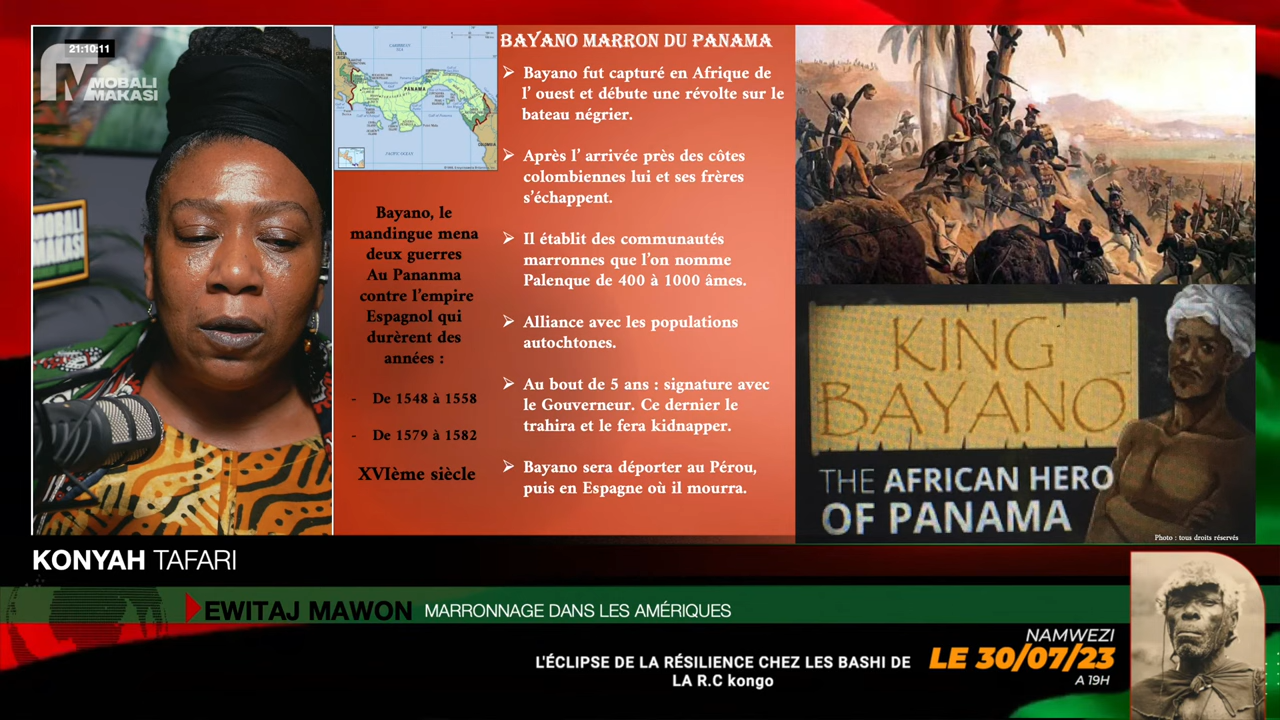 21:10:11
MOBALI
MAKASI
MOBALI
MAKASI
CARIBBEAN
SEA
PANAMA
PACIFIC OCEAN
COLOMBIA
Bayano, le
mandingue mena
deux guerres
Au Pananma
contre l'empire
Espagnol qui
durèrent des
années :
- De 1548 à 1558
- De 1579 à 1582
XVIème siècle
BAYANO MARRON DU PANAMA
➢ Bayano fut capturé en Afrique de
l' ouest et débute une révolte sur le
bateau négrier.
➢ Après l' arrivée près des côtes
colombiennes lui et ses frères
s'échappent.
➢ Il établit des communautés
marronnes que l'on nomme
Palenque de 400 à 1000 âmes.
➢ Alliance avec les populations
autochtones.
➢ Au bout de 5 ans : signature avec
le Gouverneur. Ce dernier le
trahira et le fera kidnapper.
➢ Bayano sera déporter au Pérou,
puis en Espagne où il mourra.
KING
BAYANO
THE AFRICAN HERO
OF PANAMA
Photo : tous droits réservés
KONYAH TAFARI
EWITAJ MAWON MARRONNAGE DANS LES AMÉRIQUES
L'ÉCLIPSE DE LA RÉSILIENCE CHEZ LES BASHI DE
LA R.C kongo
NAMWEZI
LE 30/07/23
A 19H